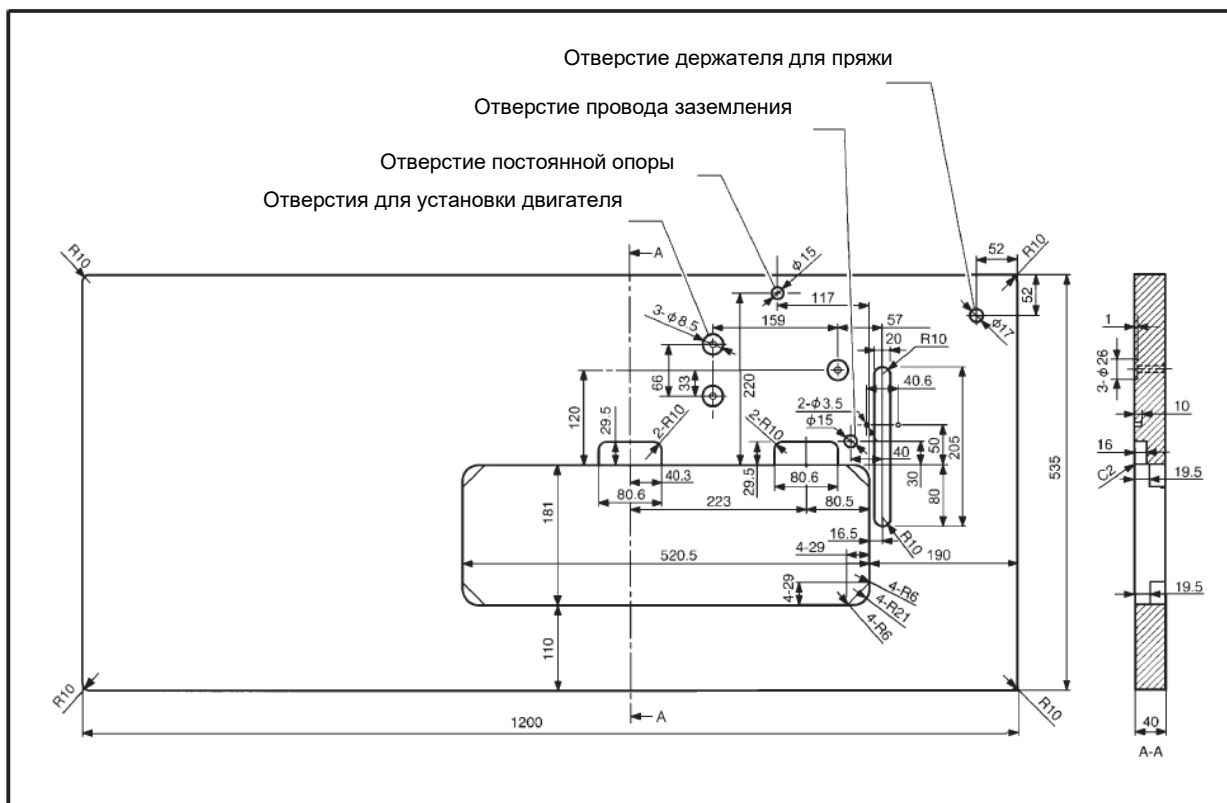 Отверстие держателя для пряжи
Отверстие провода заземления
Отверстие постоянной опоры
Отверстия для установки двигателя
R10
A
ϕ15
52
R10
117
52
3-ϕ8.5
159
57
ϕ17
1
20
R10
66
33
220
40.6
3-ϕ26
120
29.5
2-R10
2-R10
2-ϕ3.5
ϕ15
50
205
10
535
40
30
16
40.3
29.5
80.6
80.6
C2
19.5
223
80.5
80
181
16.5
R10
520.5
4-29
190
4-29
4-R6
4-R21
4-R6
19.5
110
R10
A
R10
1200
40
A-A